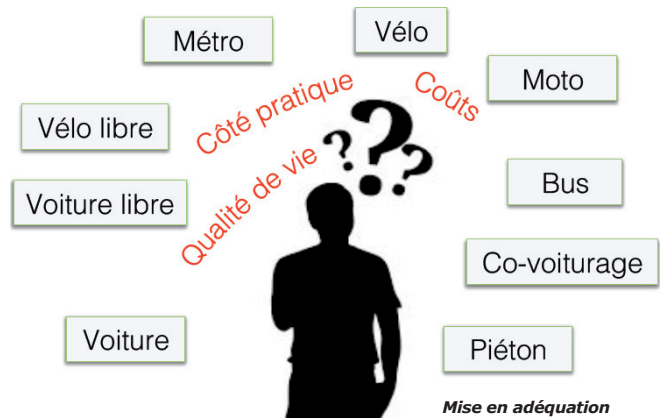 Métro
Vélo
Moto
Vélo libre
Côté pratique
Coûts
Voiture libre
Qualité de vie
???
Bus
Co-voiturage
Voiture
Piéton
Mise en adéquation